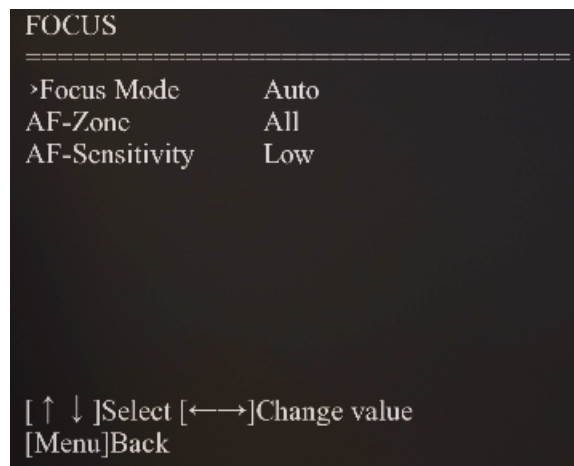 FOCUS
==================================
›Focus Mode Auto
AF-Zone All
AF-Sensitivity Low
[ ↑ ↓ ]Select [←→]Change value
[Menu]Back